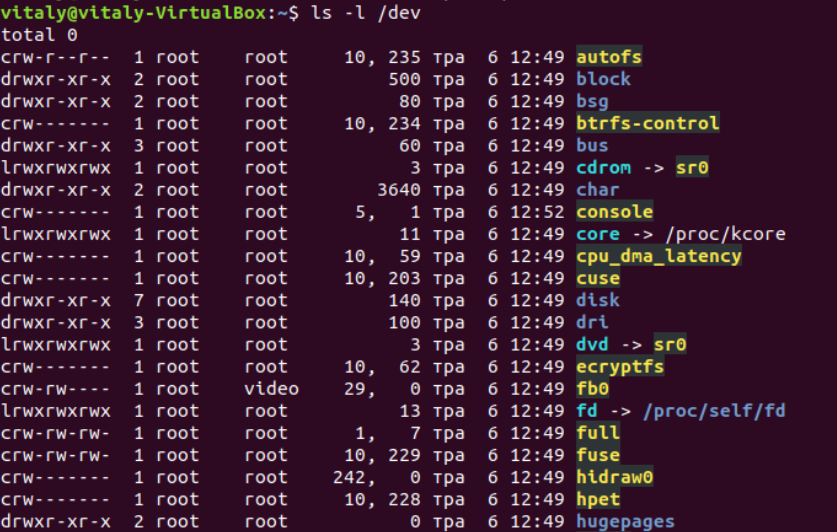 vitaly@vitaly-VirtualBox:~$ ls -l /dev
total 0
crw-r--r--  1 root    root     10, 235 тра  6 12:49 autofs
drwxr-xr-x  2 root    root         500 тра  6 12:49 block
drwxr-xr-x  2 root    root          80 тра  6 12:49 bsg
crw-------  1 root    root     10, 234 тра  6 12:49 btrfs-control
drwxr-xr-x  3 root    root          60 тра  6 12:49 bus
lrwxrwxrwx  1 root    root           3 тра  6 12:49 cdrom -> sr0
drwxr-xr-x  2 root    root        3640 тра  6 12:49 char
crw-------  1 root    root      5,   1 тра  6 12:52 console
lrwxrwxrwx  1 root    root          11 тра  6 12:49 core -> /proc/kcore
crw-------  1 root    root     10,  59 тра  6 12:49 cpu_dma_latency
crw-------  1 root    root     10, 203 тра  6 12:49 cuse
drwxr-xr-x  7 root    root         140 тра  6 12:49 disk
drwxr-xr-x  3 root    root         100 тра  6 12:49 dri
lrwxrwxrwx  1 root    root           3 тра  6 12:49 dvd -> sr0
crw-------  1 root    root     10,  62 тра  6 12:49 ecryptfs
crw-rw----  1 root    video    29,   0 тра  6 12:49 fb0
lrwxrwxrwx  1 root    root          13 тра  6 12:49 fd -> /proc/self/fd
crw-rw-rw-  1 root    root      1,   7 тра  6 12:49 full
crw-rw-rw-  1 root    root     10, 229 тра  6 12:49 fuse
crw-------  1 root    root    242,   0 тра  6 12:49 hidraw0
crw-------  1 root    root     10, 228 тра  6 12:49 hpet
drwxr-xr-x  2 root    root           0 тра  6 12:49 hugepages